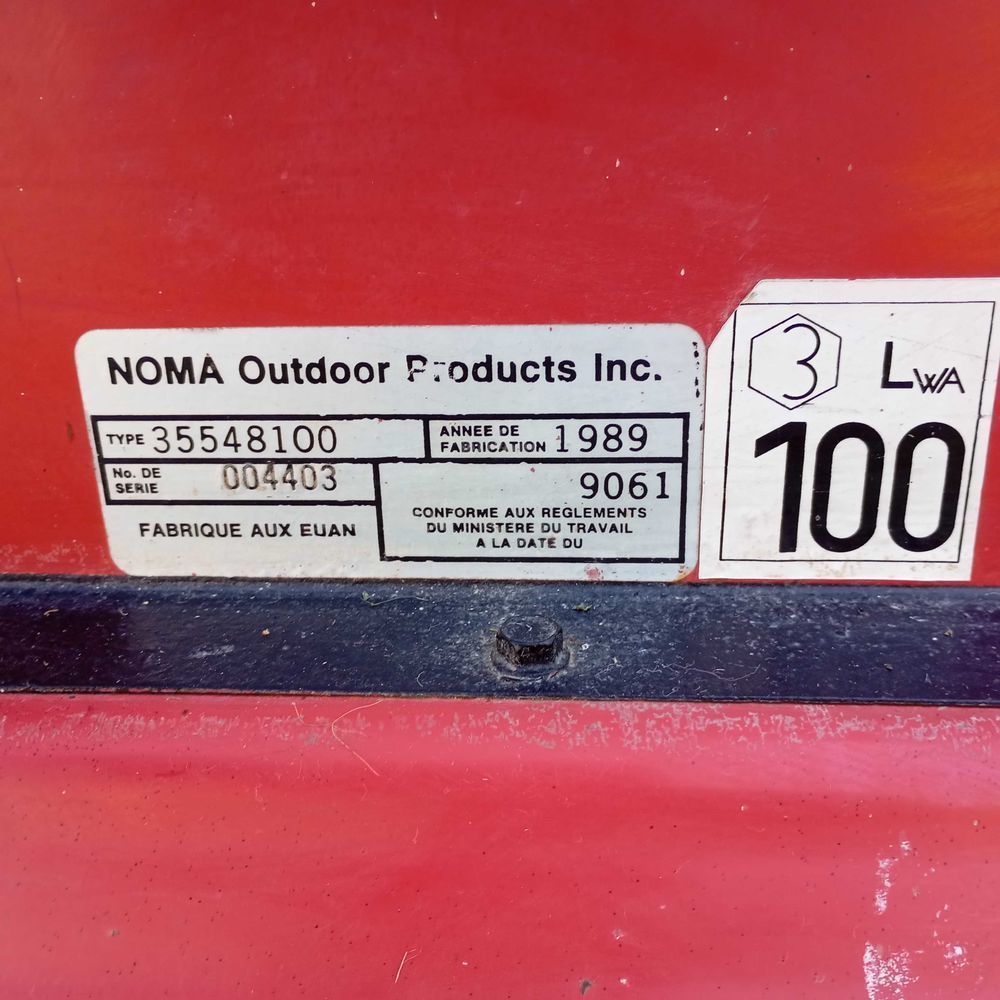 NOMA Outdoor Products Inc.
TYPE 35548100
ANNEE DE FABRICATION 1989
No. DE SERIE 004403
9061
CONFORME AUX REGLEMENTS
DU MINISTERE DU TRAVAIL
A LA DATE DU
FABRIQUE AUX EUAN
3 LWA
100